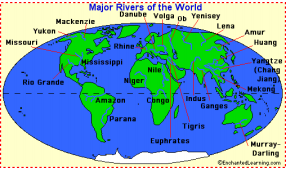 Major Rivers of the World
Danube
Volga
Ob
Yenisey
Mackenzie
Lena
Yukon
Amur
Missouri
Rhine
Huang
Mississippi
Nile
Yangtze
(Chang
Jiang)
Rio Grande
Niger
Mekong
Amazon
Congo
Indus
Ganges
Parana
Tigris
Euphrates
Murray-
Darling
©EnchantedLearning.com